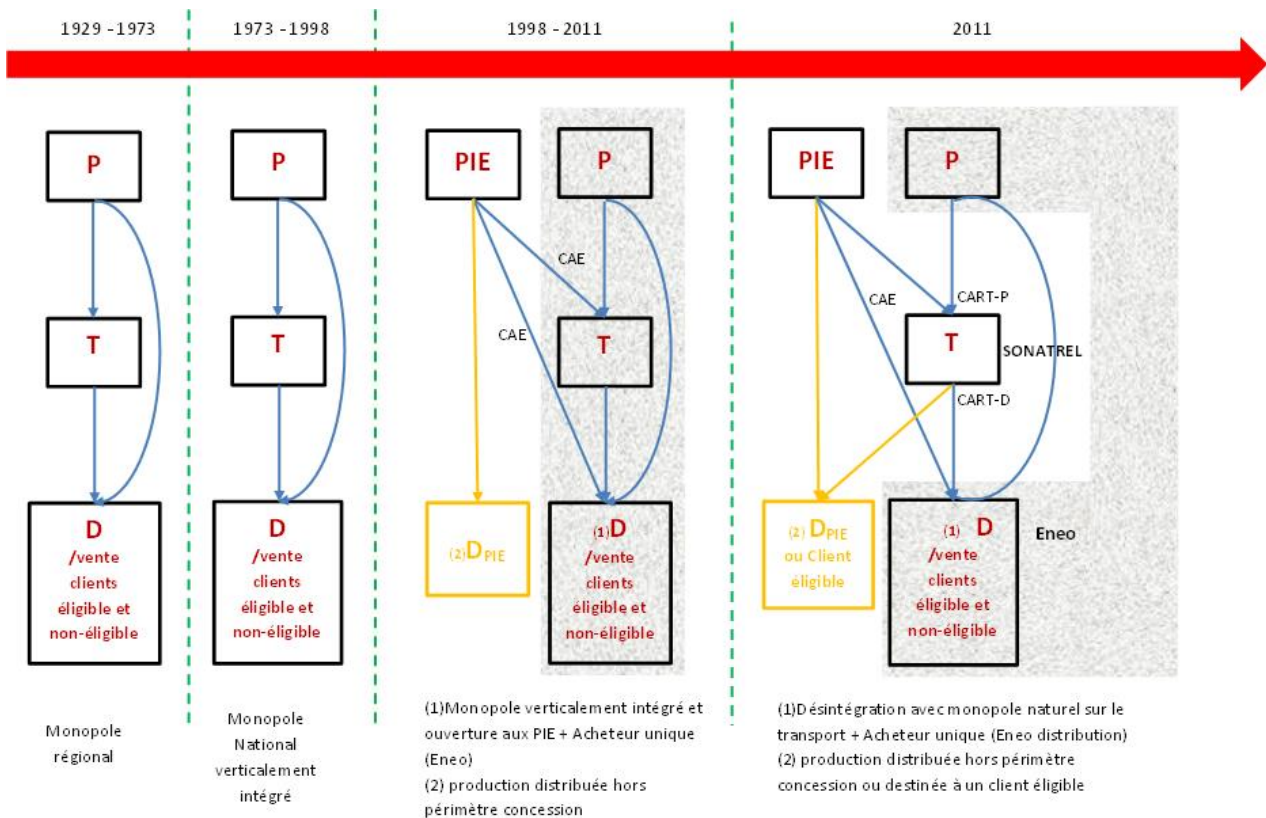 1929 -1973
1973 -1998
1998 -2011
2011
P
T
D
/vente
clients
éligible et
non-éligible
Monopole
régional
P
T
D
/vente
clients
éligible et
non-éligible
Monopole
National
verticalement
intégré
PIE
P
CAE
CAE
T
(2)DPIE
(1)D
/vente
clients
éligible et
non-éligible
(1)Monopole verticalement intégré et
ouverture aux PIE + Acheteur unique
(Eneo)
(2) production distribuée hors
périmètre concession
PIE
P
CAE
CART-P
T
SONATREL
CART-D
(2) DPIE
ou Client
éligible
(1) D
/vente
clients
éligible et
non-éligible
Eneo
(1)Désintégration avec monopole naturel sur le
transport + Acheteur unique (Eneo distribution)
(2) production distribuée hors périmètre
concession ou destinée à un client éligible